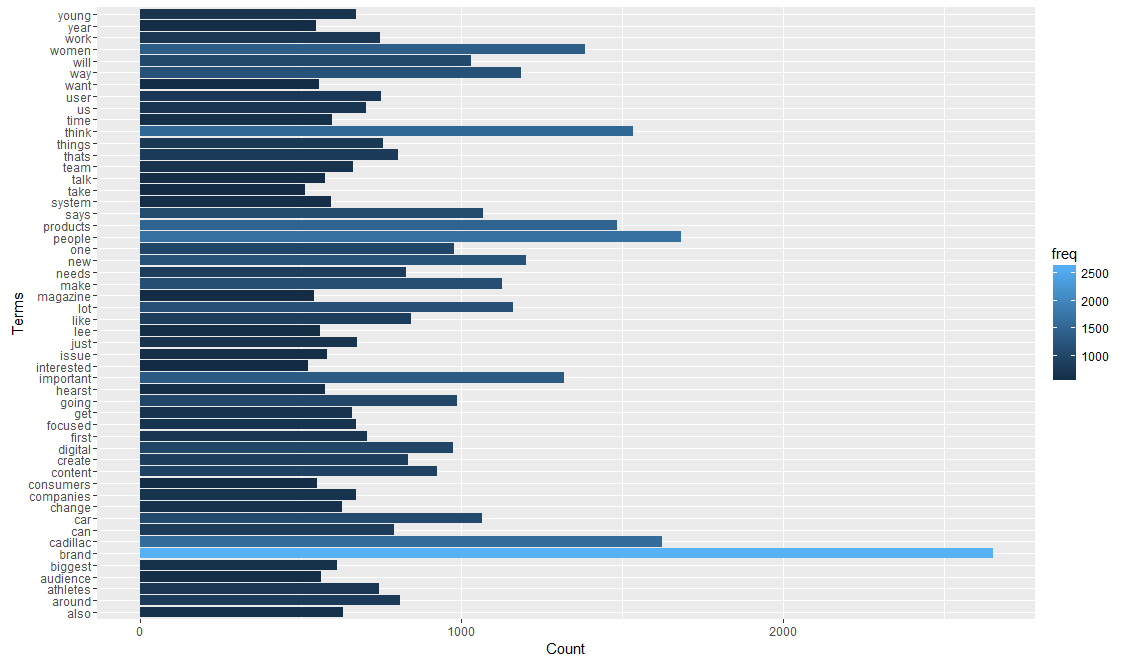 young
year
work
women
will
way
want
user
us
time
think
things
thats
team
talk
take
system
says
products
people
one
new
needs
make
magazine
lot
like
lee
just
issue
interested
important
hearst
going
get
focused
first
digital
create
content
consumers
companies
change
car
can
cadillac
brand
biggest
audience
athletes
around
also
Terms
0 1000 2000
Count
freq
2500
2000
1500
1000